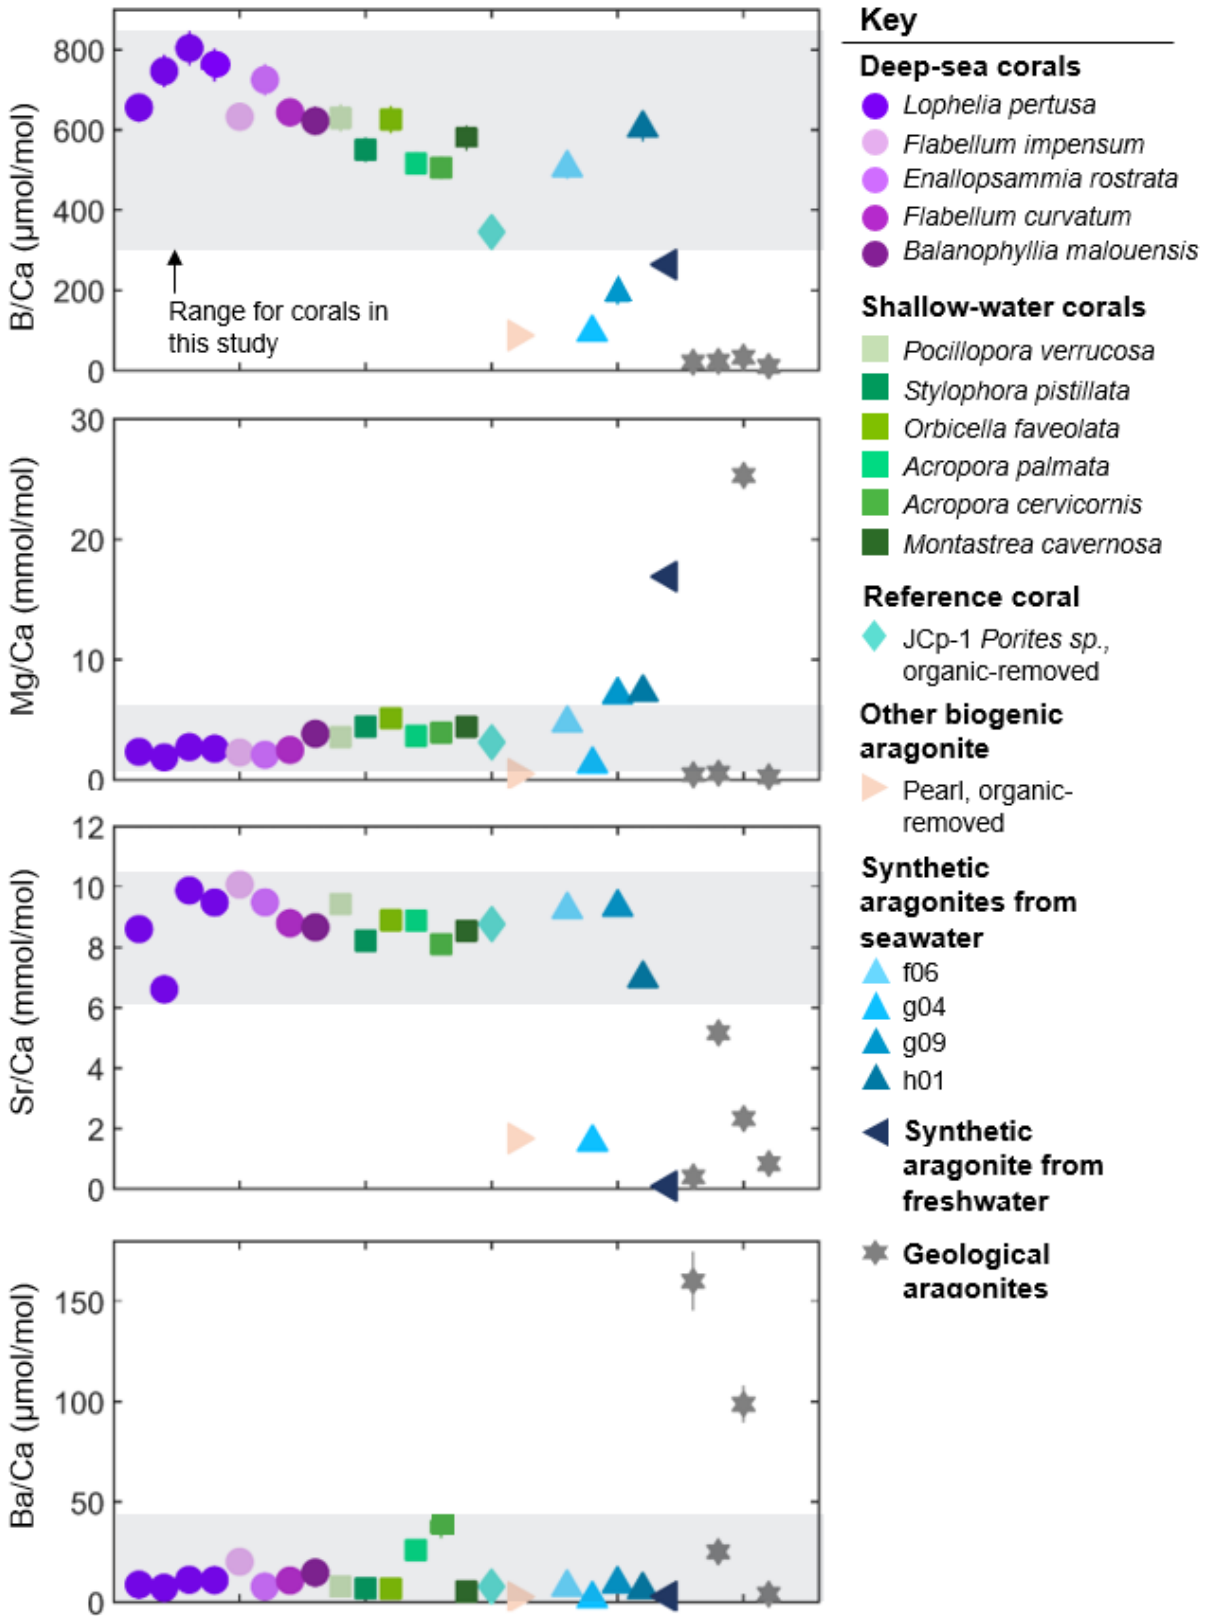 800
600
400
200
0
B/Ca (µmol/mol)
Range for corals in
this study
30
20
10
0
Mg/Ca (mmol/mol)
12
10
8
6
4
2
0
Sr/Ca (mmol/mol)
150
100
50
0
Ba/Ca (µmol/mol)
Key
Deep-sea corals
Lophelia pertusa
Flabellum impensum
Enallopsammia rostrata
Flabellum curvatum
Balanophyllia malouensis
Shallow-water corals
Pocillopora verrucosa
Stylophora pistillata
Orbicella faveolata
Acropora palmata
Acropora cervicornis
Montastrea cavernosa
Reference coral
JCp-1 Porites sp.,
organic-removed
Other biogenic
aragonite
Pearl, organic-
removed
Synthetic
aragonites from
seawater
f06
g04
g09
h01
Synthetic
aragonite from
freshwater
Geological
aragonites